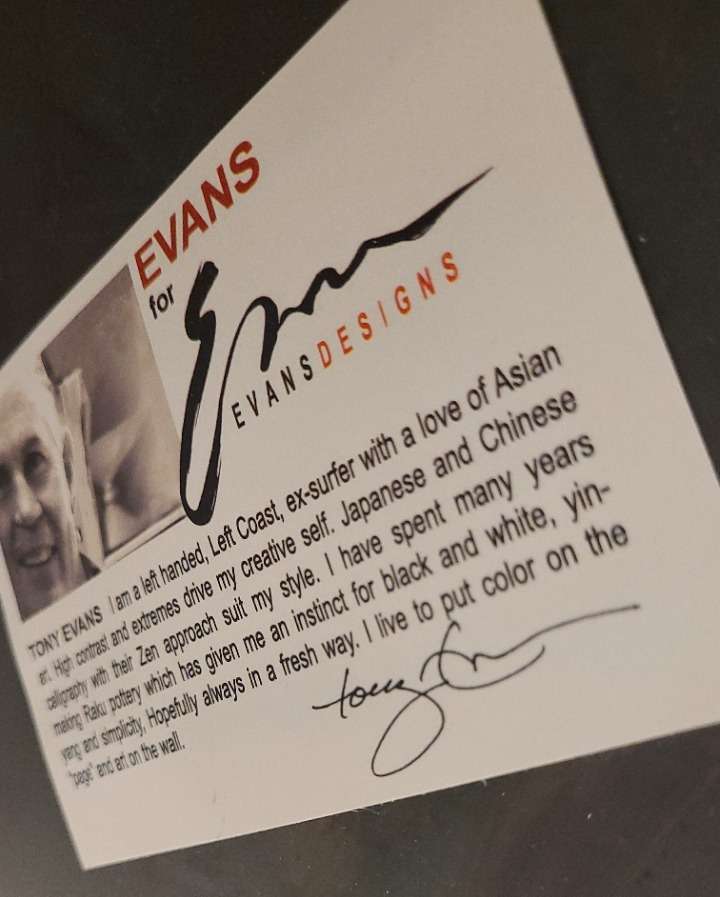 EVANS
for
EVANSDESIGNS
TONY EVANS I am a left handed, Left Coast, ex-surfer with a love of Asian
art. High contrast and extremes drive my creative self. Japanese and Chinese
calligraphy with their Zen approach suit my style. I have spent many years
making Raku pottery which has given me an instinct for black and white, yin-
yang and simplicity, Hopefully always in a fresh way. I live to put color on the
"page" and art on the wall.
tony